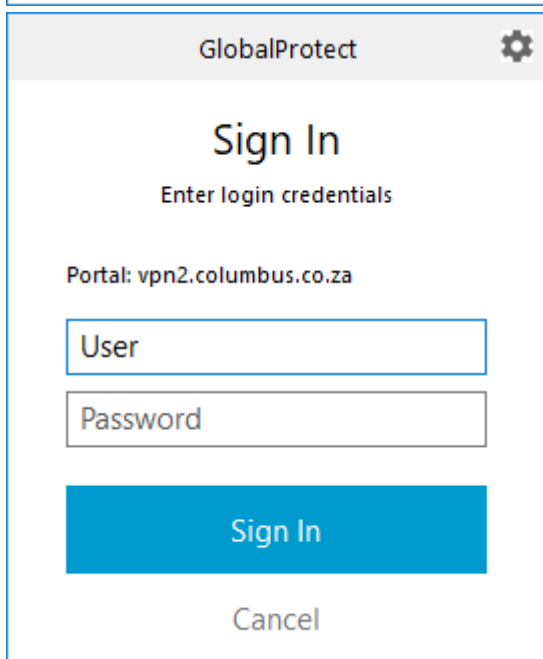 GlobalProtect
Sign In
Enter login credentials
Portal: vpn2.columbus.co.za
User
Password
Sign In
Cancel